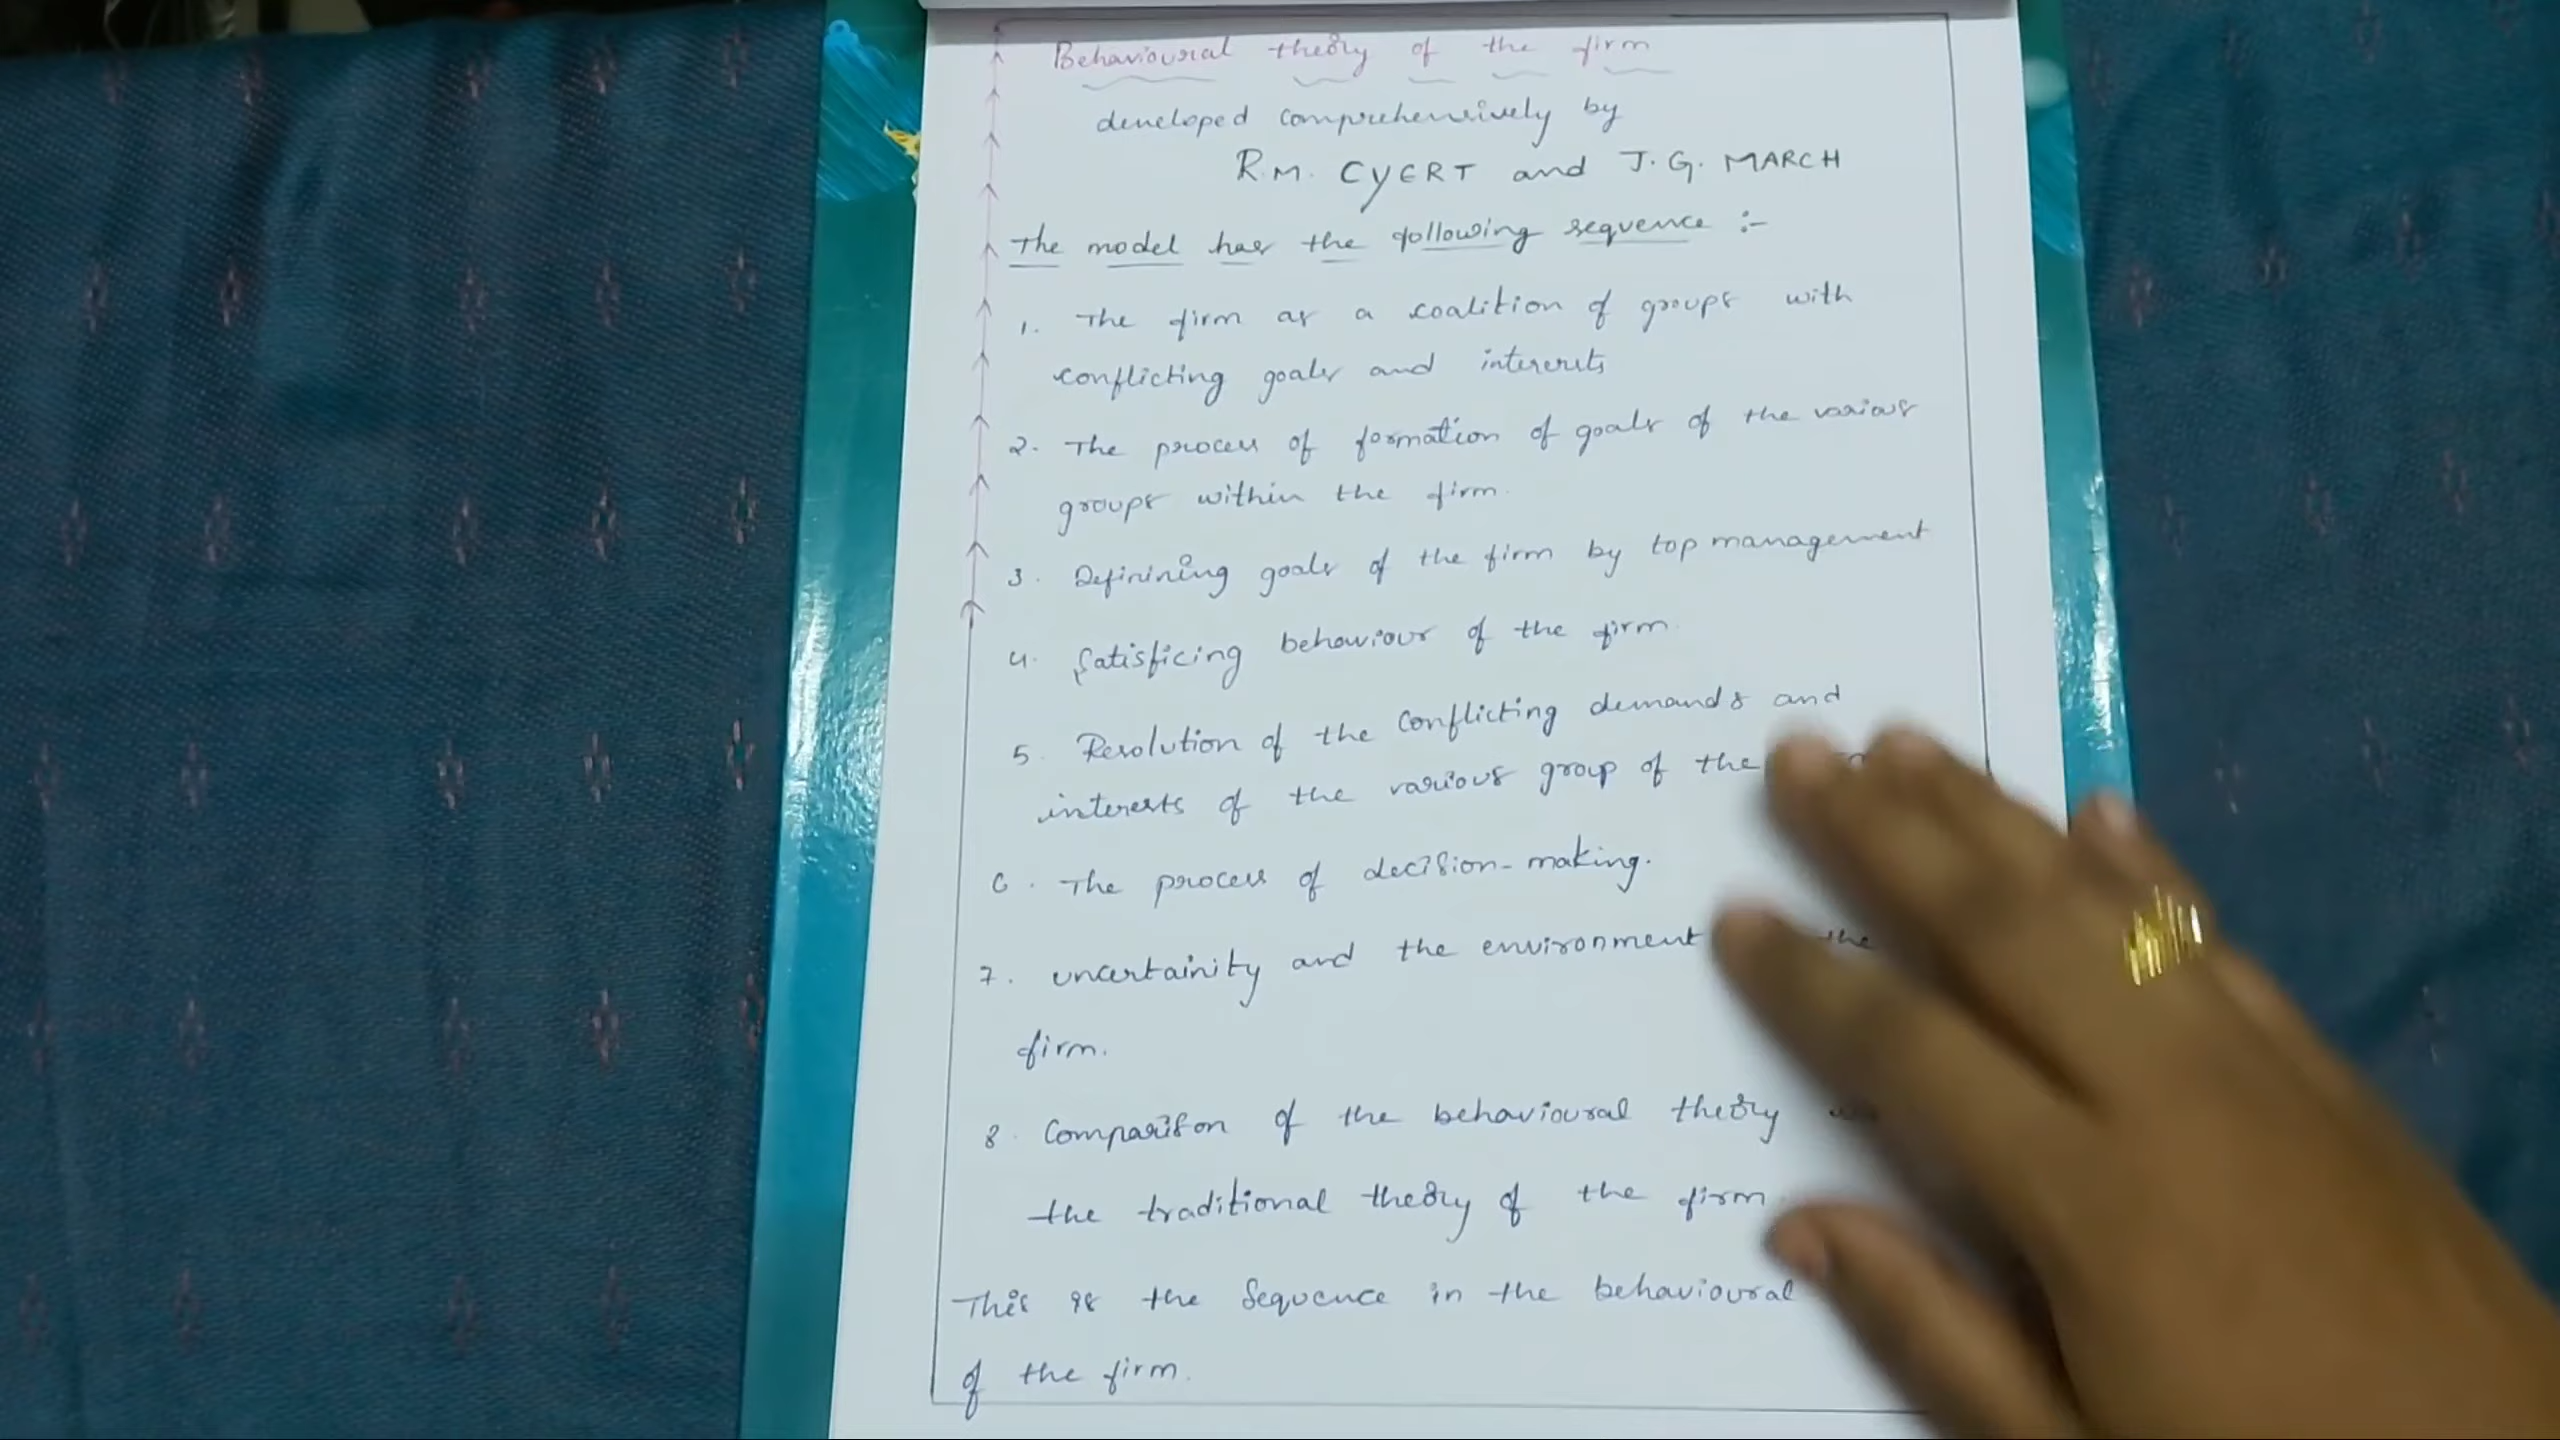 Behavioural theory of the firm
developed comprehensively by
R.M. CYERT and J.G. MARCH
The model has the following sequence :-
1. The firm as a coalition of groups with
conflicting goals and interests
2. The process of formation of goals of the various
groups within the firm.
3. Definining goals of the firm by top management
4. Satisficing behaviour of the firm.
5. Resolution of the Conflicting demands and
interests of the various group of the
6. The process of decision-making.
7. uncertainity and the environment the
firm.
8. Comparison of the behavioural theory
the traditional theory of the firm.
This is the Sequence in the behavioural
of the firm.